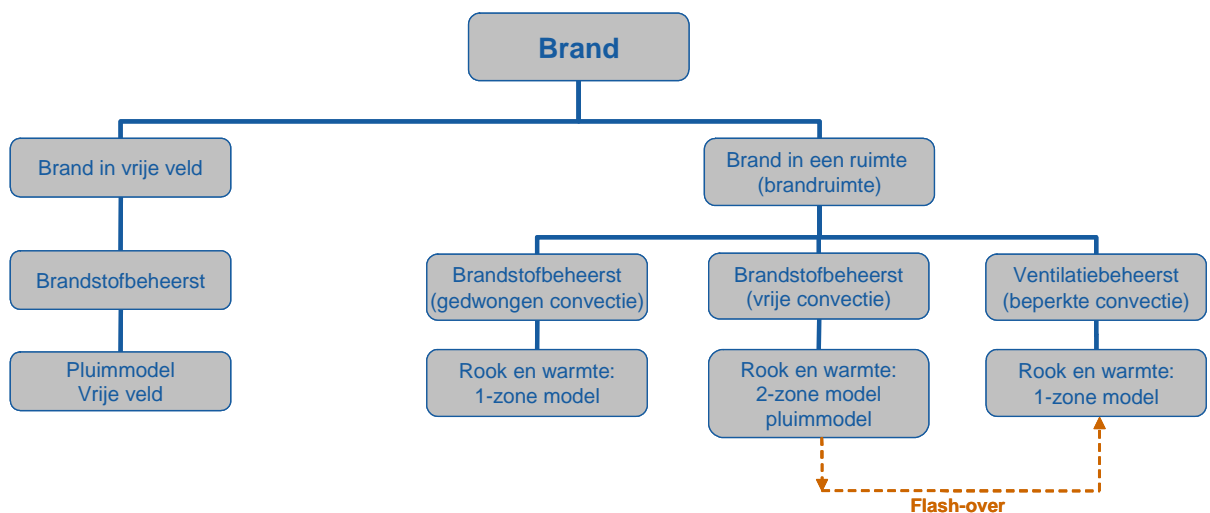 Brand
Brand in vrije veld
Brand in een ruimte
(brandruimte)
Brandstofbeheerst
Brandstofbeheerst
(gedwongen convectie)
Brandstofbeheerst
(vrije convectie)
Ventilatiebeheerst
(beperkte convectie)
Pluimmodel
Vrije veld
Rook en warmte:
1-zone model
Rook en warmte:
2-zone model
pluimmodel
Rook en warmte:
1-zone model
Flash-over